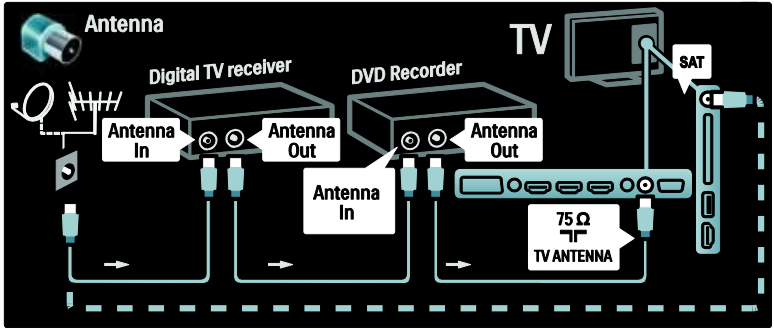 Antenna
TV
Digital TV receiver
DVD Recorder
SAT
Antenna
In
Antenna
Out
Antenna
Out
Antenna
In
75 Ω
TV ANTENNA